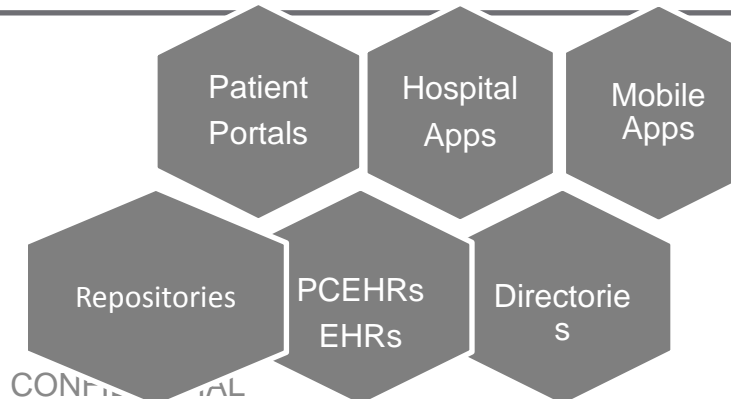 Patient
Portals
Hospital
Apps
Mobile
Apps
Repositories
PCEHRs
EHRs
Directorie
s